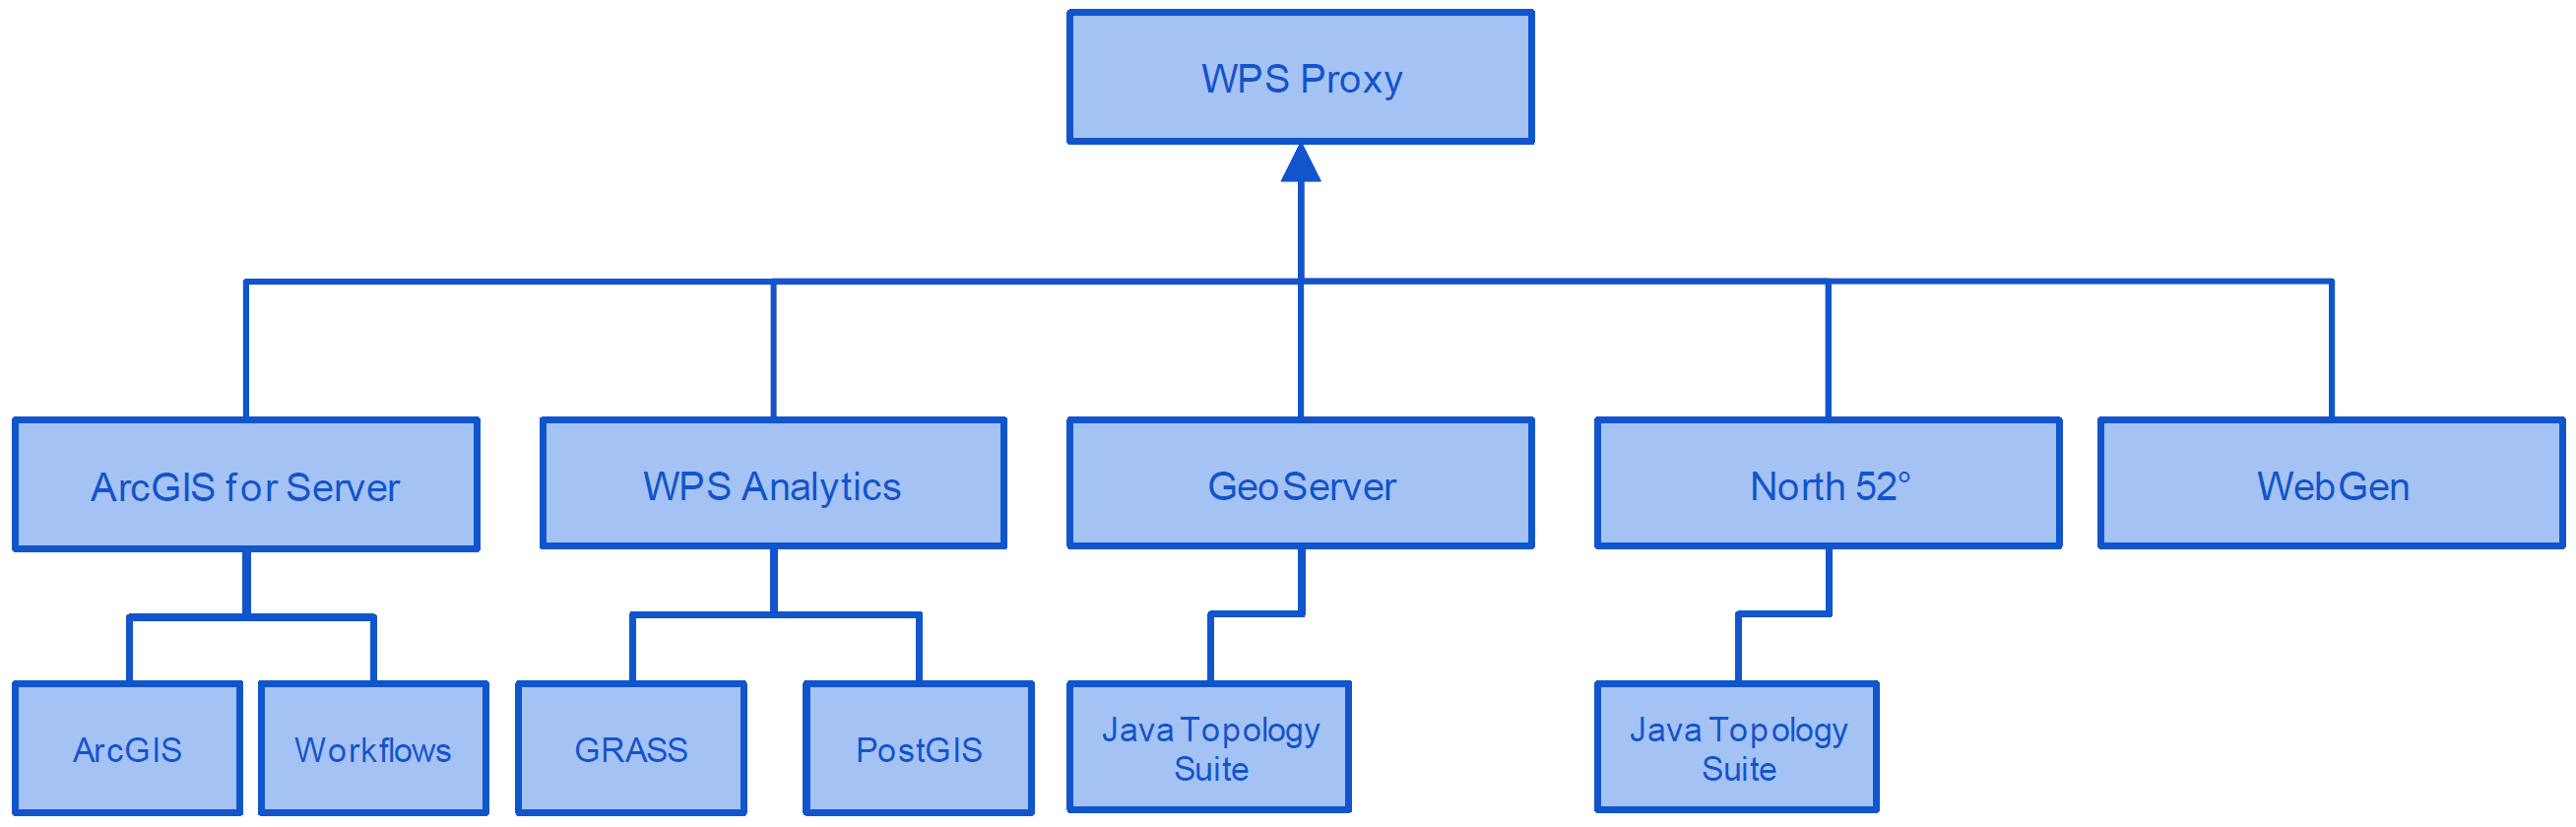 WPS Proxy
ArcGIS for Server
WPS Analytics
GeoServer
North 52°
WebGen
ArcGIS
Workflows
GRASS
PostGIS
Java Topology
Suite
Java Topology
Suite